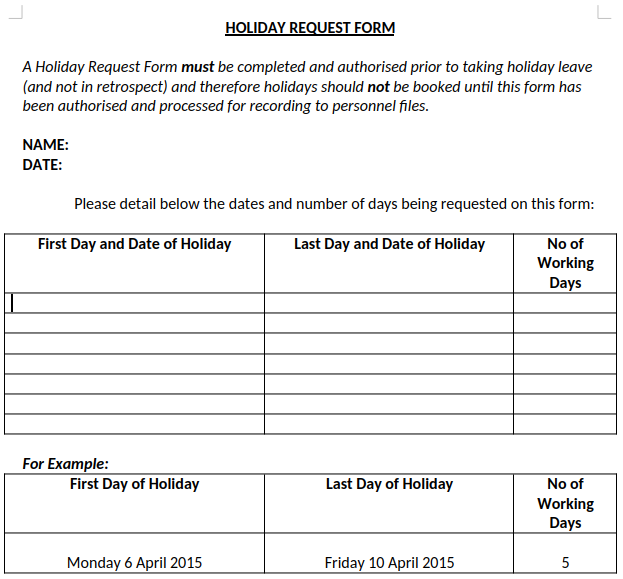 HOLIDAY REQUEST FORM
A Holiday Request Form must be completed and authorised prior to taking holiday leave
(and not in retrospect) and therefore holidays should not be booked until this form has
been authorised and processed for recording to personnel files.
NAME:
DATE:
Please detail below the dates and number of days being requested on this form:
First Day and Date of Holiday
Last Day and Date of Holiday
No of
Working
Days
For Example:
First Day of Holiday
Last Day of Holiday
No of
Working
Days
Monday 6 April 2015
Friday 10 April 2015
5